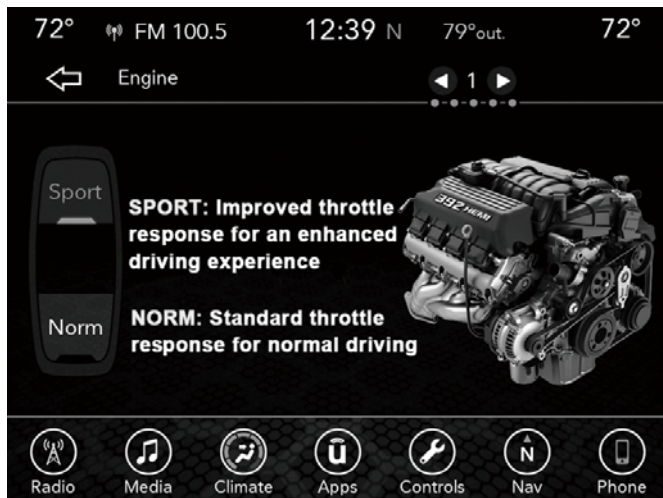 72° FM 100.5 12:39 N 79°out. 72°
Engine 1
Sport
SPORT: Improved throttle
response for an enhanced
driving experience
392 HEMI
Norm
NORM: Standard throttle
response for normal driving
Radio Media Climate Apps Controls Nav Phone
ū N